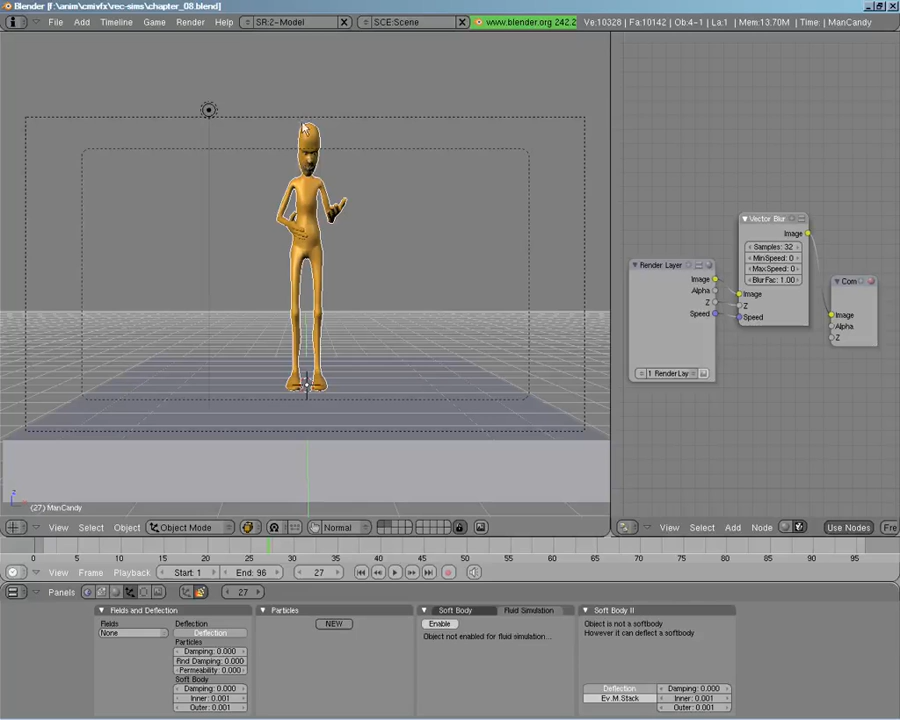 Blender [f:\anim\cmivfx\rec-sims\chapter_08.blend]
File Add Timeline Game Render Help SR:2-Model SCE:Scene www.blender.org 242.2 Ve:10328 | Fa:10142 | Ob:4-1 | La:1 | Mem:13.70M | Time: | ManCandy
Vector Blur
Image
Samples: 32
MinSpeed: 0
MaxSpeed: 0
BlurFac: 1.00
Image
Z
Speed
Render Layer
Image
Alpha
Z
Speed
1 RenderLay
Com
Image
Alpha
Z
z
(27) ManCandy
View Select Object Object Mode Normal
View Select Add Node Use Nodes Fre
0 5 10 15 20 25 30 35 40 45 50 55 60 65 70 75 80 85 90 95
View Frame Playback Start: 1 End: 96 27
Panels 27
Fields and Deflection
Fields
None
Deflection
Deflection
Particles
Damping: 0.000
Rnd Damping: 0.000
Permeability: 0.000
Soft Body
Damping: 0.000
Inner: 0.001
Outer: 0.001
Particles
NEW
Soft Body Fluid Simulation
Enable
Object not enabled for fluid simulation...
Soft Body II
Object is not a softbody
However it can deflect a softbody
Deflection Damping: 0.000
Ev.M.Stack Inner: 0.001
Outer: 0.001